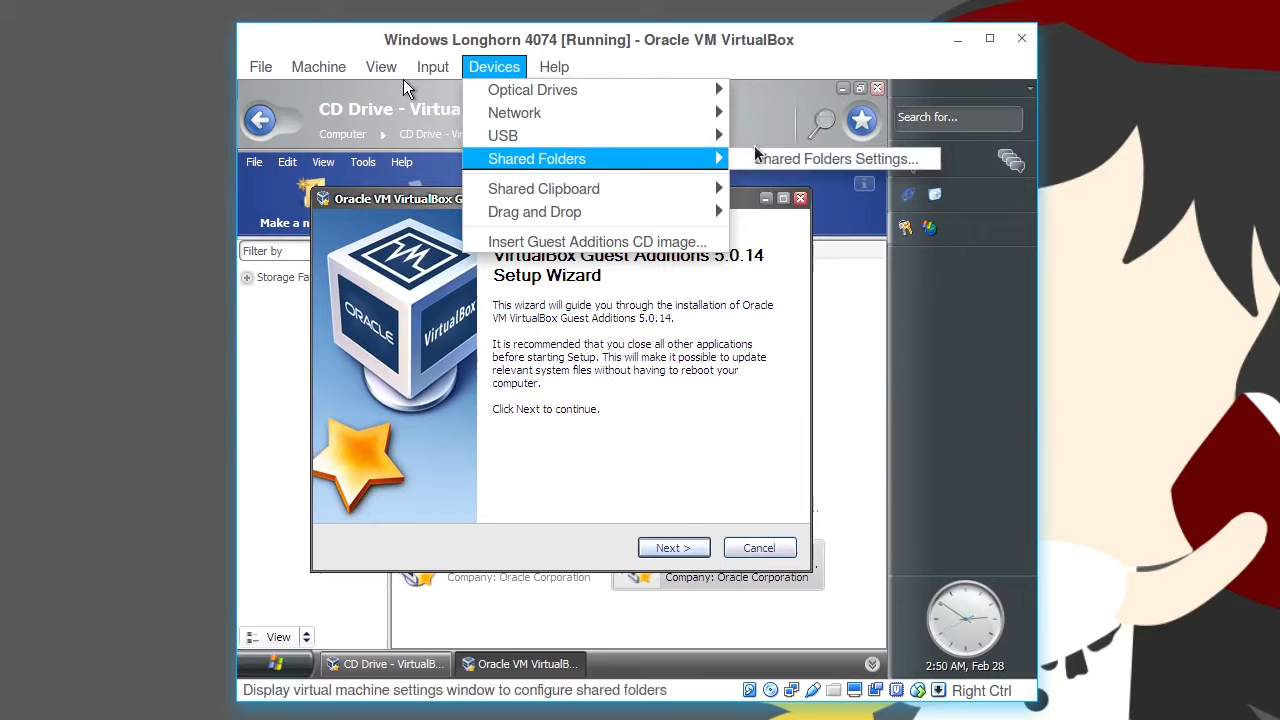 Windows Longhorn 4074 [Running] - Oracle VM VirtualBox
File Machine View Input Devices Help
Optical Drives
Network
USB
Shared Folders
Shared Folders Settings...
Shared Clipboard
Drag and Drop
Insert Guest Additions CD image...
CD Drive - Virtua
Computer CD Drive - Vir
File Edit View Tools Help
Make a n
Filter by
Storage Fa
Search for...
Oracle VM VirtualBox G
VirtualBox Guest Additions 5.0.14
Setup Wizard
This wizard will guide you through the installation of Oracle
VM VirtualBox Guest Additions 5.0.14.
It is recommended that you close all other applications
before starting Setup. This will make it possible to update
relevant system files without having to reboot your
computer.
Click Next to continue.
ORACLE
VirtualBox
Next >
Cancel
Company: Oracle Corporation
Company: Oracle Corporation
View
CD Drive - VirtualB...
Oracle VM VirtualB...
2:50 AM, Feb 28
Display virtual machine settings window to configure shared folders
Right Ctrl